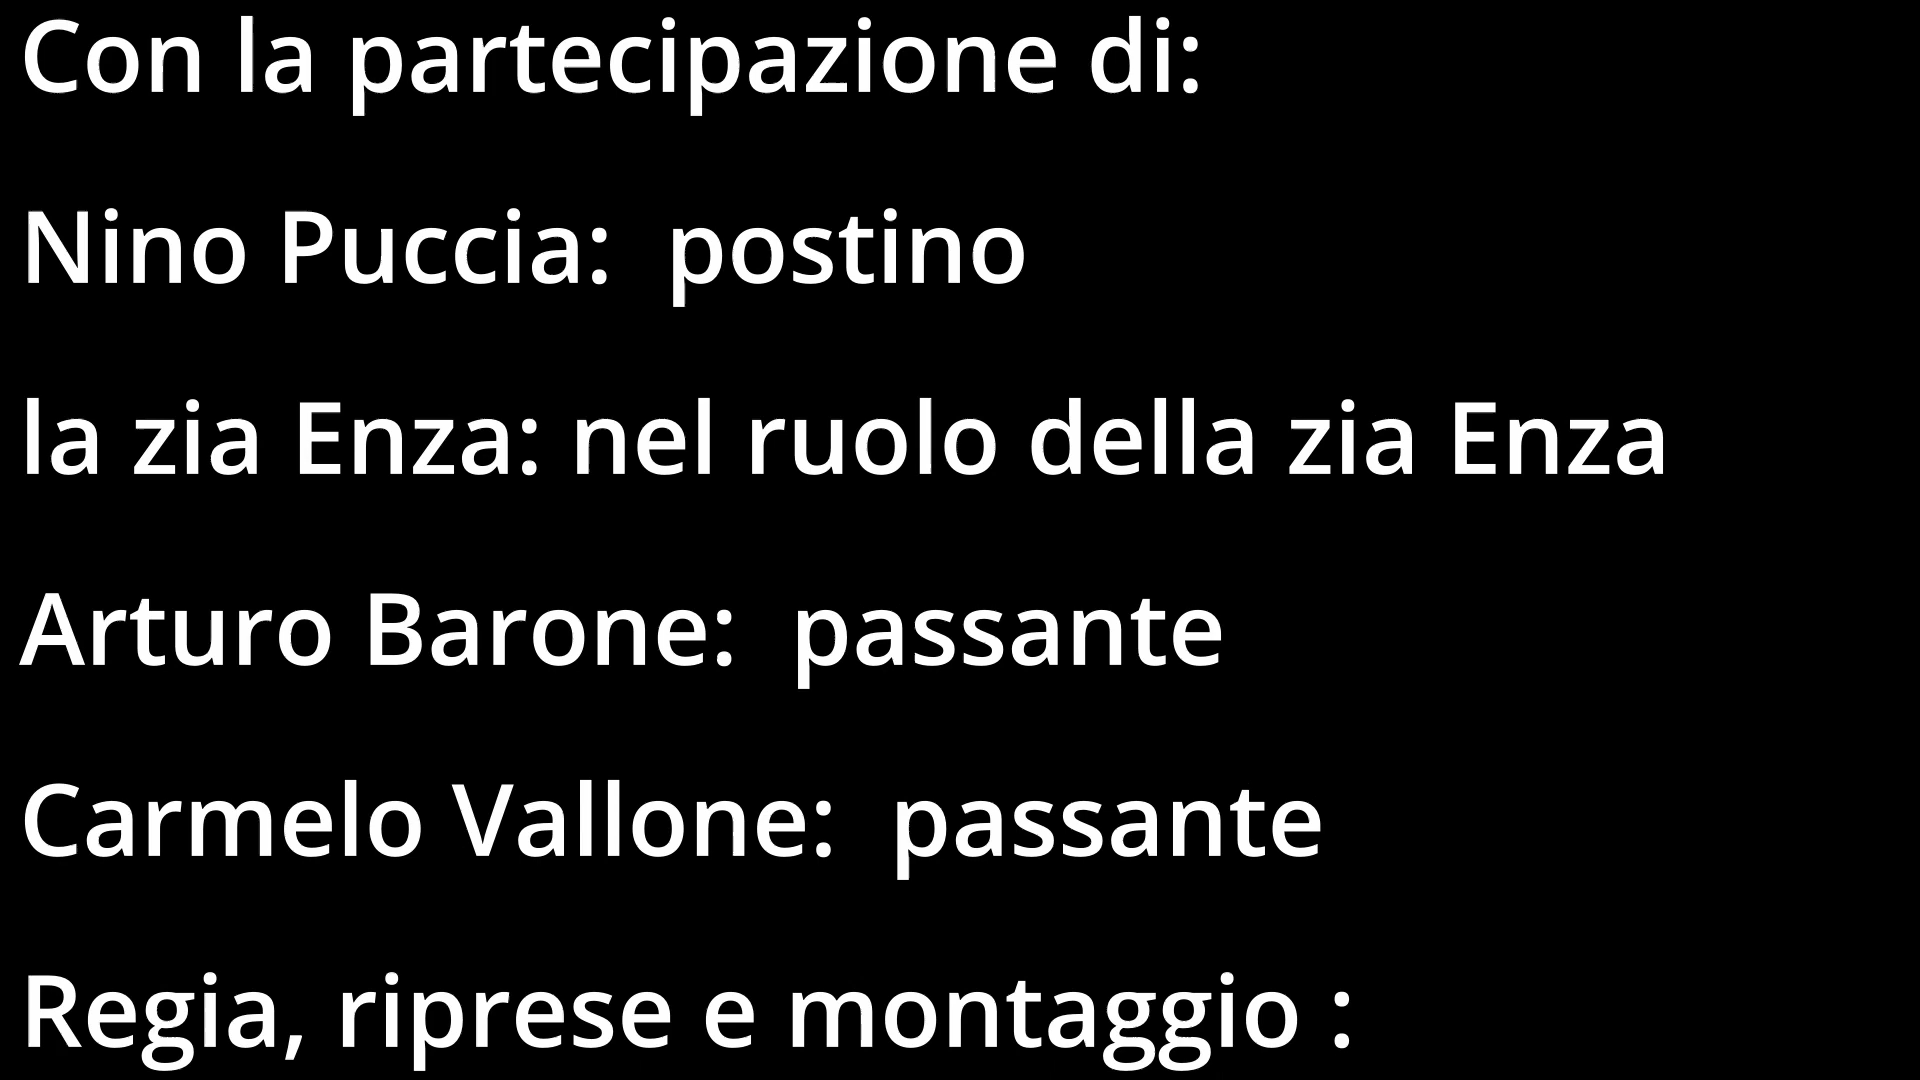 Con la partecipazione di:
Nino Puccia:  postino
la zia Enza: nel ruolo della zia Enza
Arturo Barone:  passante
Carmelo Vallone:  passante
Regia, riprese e montaggio :